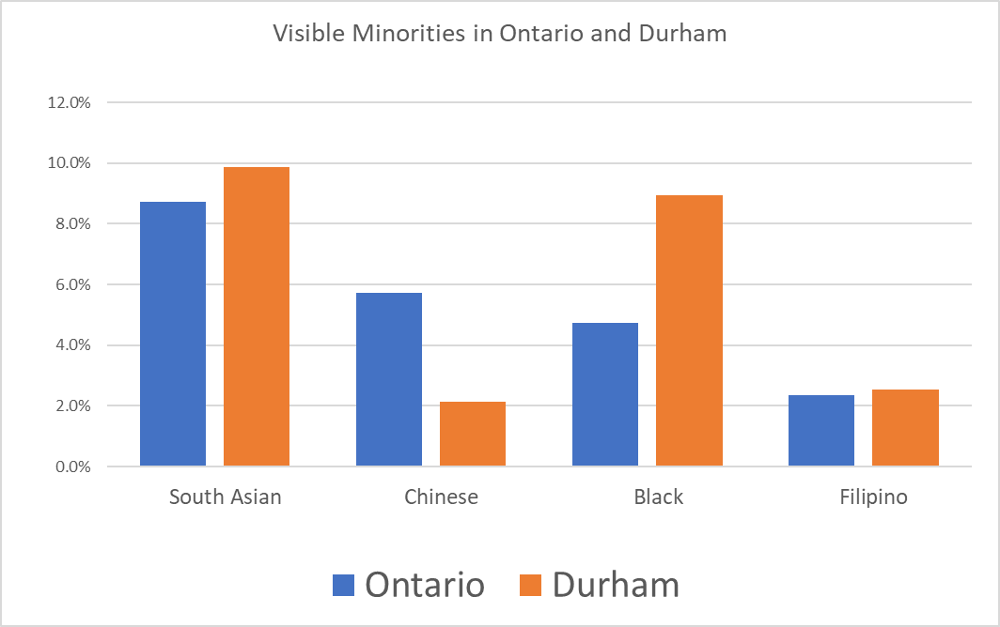 Visible Minorities in Ontario and Durham
12.0%
10.0%
8.0%
6.0%
4.0%
2.0%
0.0%
South Asian Chinese Black Filipino
Ontario Durham